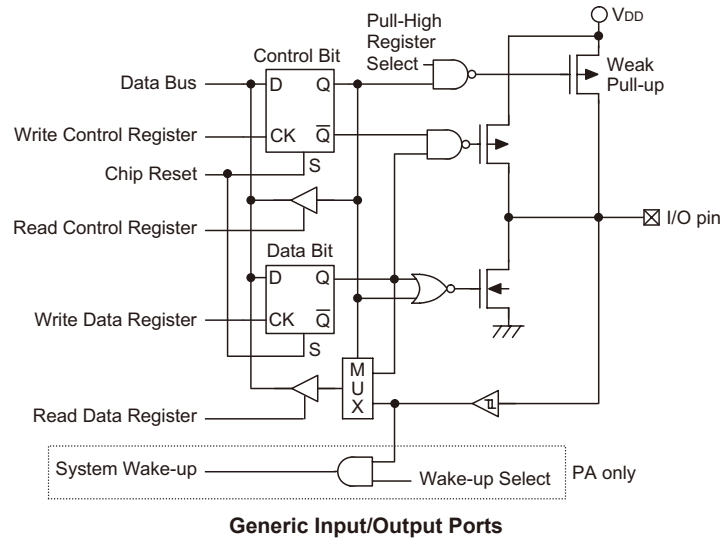 Pull-High
Register
Select
VDD
Control Bit
Weak
Pull-up
Data Bus
D
Q
Write Control Register
CK
Q
S
Chip Reset
Read Control Register
I/O pin
Data Bit
D
Q
Write Data Register
CK
Q
S
M
U
X
Read Data Register
System Wake-up
Wake-up Select
PA only
Generic Input/Output Ports